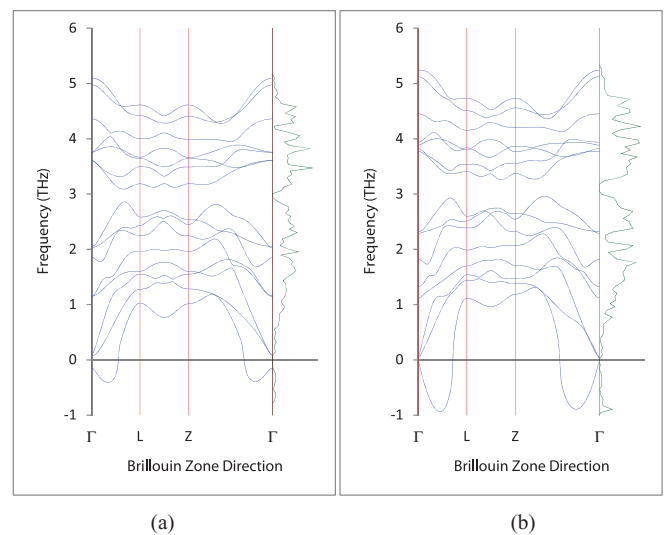 6
5
4
3
2
1
0
-1
Frequency (THz)
Γ L Z Γ
Brillouin Zone Direction
(a)
6
5
4
3
2
1
0
-1
Frequency (THz)
Γ L Z Γ
Brillouin Zone Direction
(b)